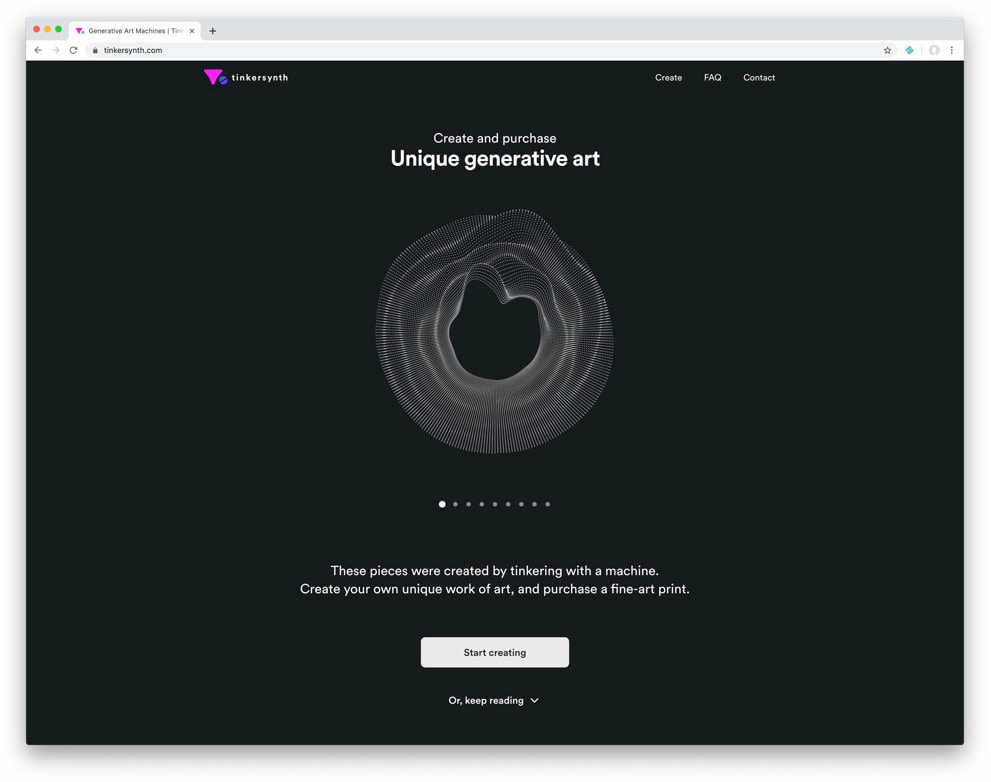 Generative Art Machines | Tink
tinkersynth.com
tinkersynth
Create
FAQ
Contact
Create and purchase
Unique generative art
These pieces were created by tinkering with a machine.
Create your own unique work of art, and purchase a fine-art print.
Start creating
Or, keep reading